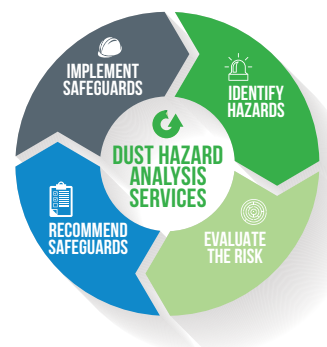 IMPLEMENT
SAFEGUARDS
IDENTIFY
HAZARDS
DUST HAZARD
ANALYSIS
SERVICES
RECOMMEND
SAFEGUARDS
EVALUATE
THE RISK